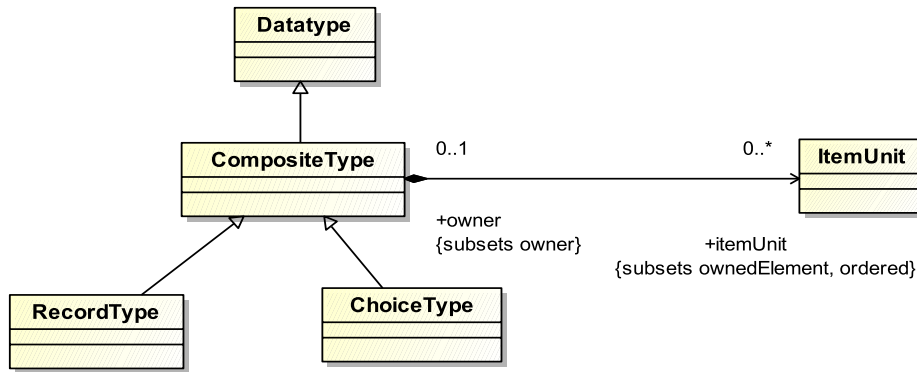 Datatype
CompositeType
0..1
0..*
ItemUnit
+owner
{subsets owner}
+itemUnit
{subsets ownedElement, ordered}
RecordType
ChoiceType